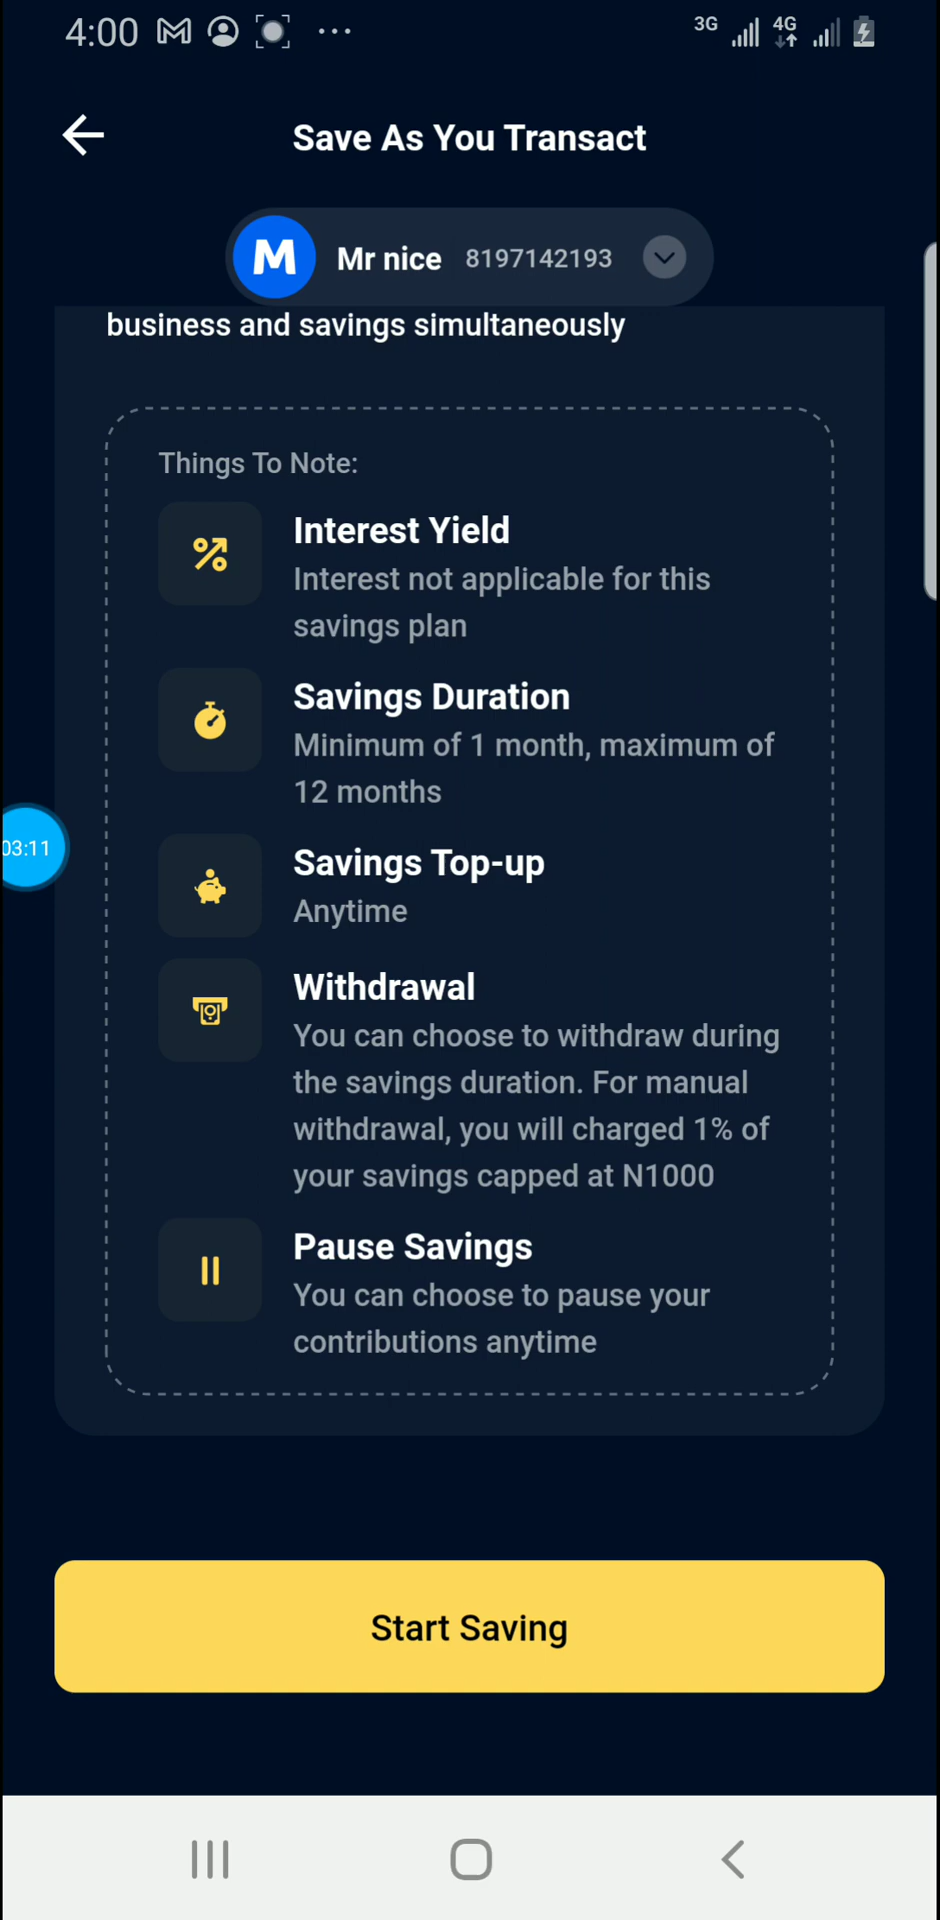 4:00
3G 4G
Save As You Transact
M Mr nice 8197142193
business and savings simultaneously
Things To Note:
Interest Yield
Interest not applicable for this
savings plan
Savings Duration
Minimum of 1 month, maximum of
12 months
03:11
Savings Top-up
Anytime
Withdrawal
You can choose to withdraw during
the savings duration. For manual
withdrawal, you will charged 1% of
your savings capped at N1000
Pause Savings
You can choose to pause your
contributions anytime
Start Saving